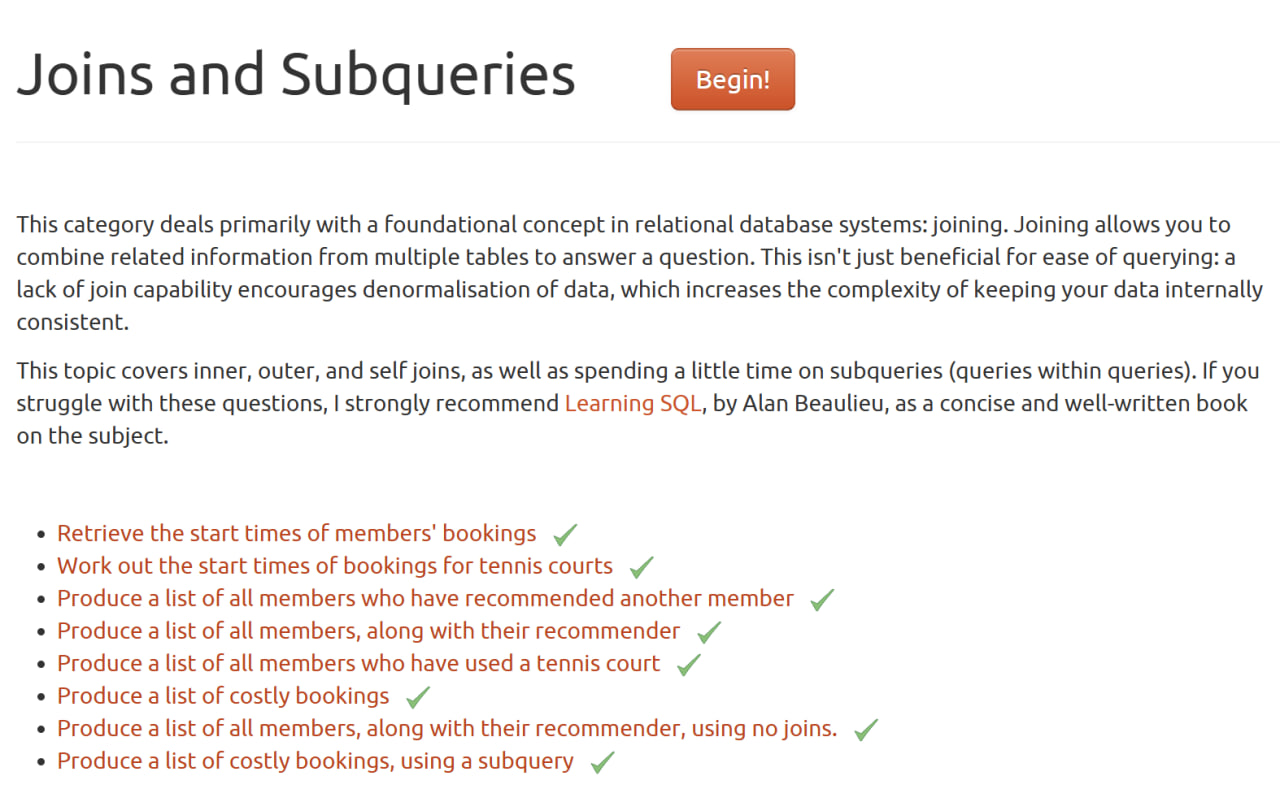 Joins and Subqueries
Begin!
This category deals primarily with a foundational concept in relational database systems: joining. Joining allows you to
combine related information from multiple tables to answer a question. This isn't just beneficial for ease of querying: a
lack of join capability encourages denormalisation of data, which increases the complexity of keeping your data internally
consistent.
This topic covers inner, outer, and self joins, as well as spending a little time on subqueries (queries within queries). If you
struggle with these questions, I strongly recommend Learning SQL, by Alan Beaulieu, as a concise and well-written book
on the subject.
Retrieve the start times of members' bookings
Work out the start times of bookings for tennis courts
Produce a list of all members who have recommended another member
Produce a list of all members, along with their recommender
Produce a list of all members who have used a tennis court
Produce a list of costly bookings
Produce a list of all members, along with their recommender, using no joins.
Produce a list of costly bookings, using a subquery